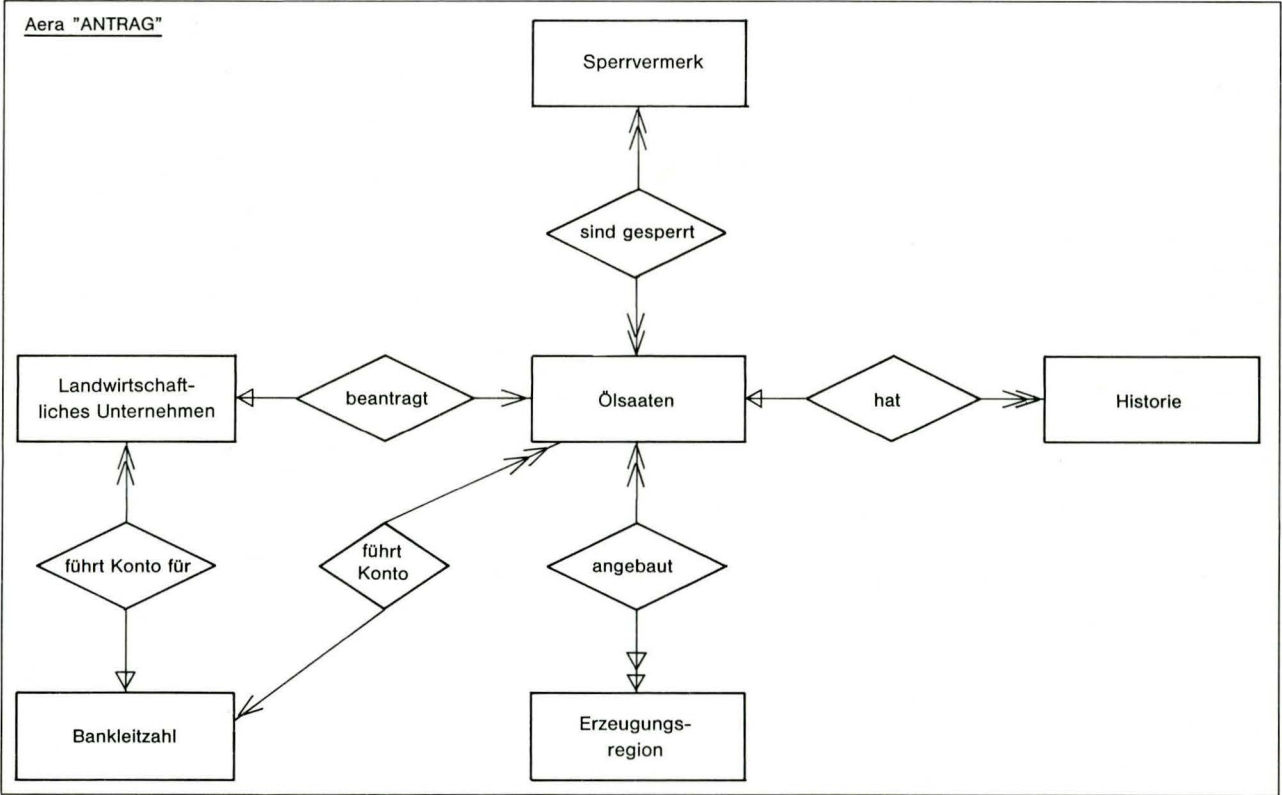 Aera "ANTRAG"
Sperrvermerk
sind gesperrt
Landwirtschaft-
liches Unternehmen
beantragt
Ölsaaten
hat
Historie
führt Konto für
führt
Konto
angebaut
Bankleitzahl
Erzeugungs-
region